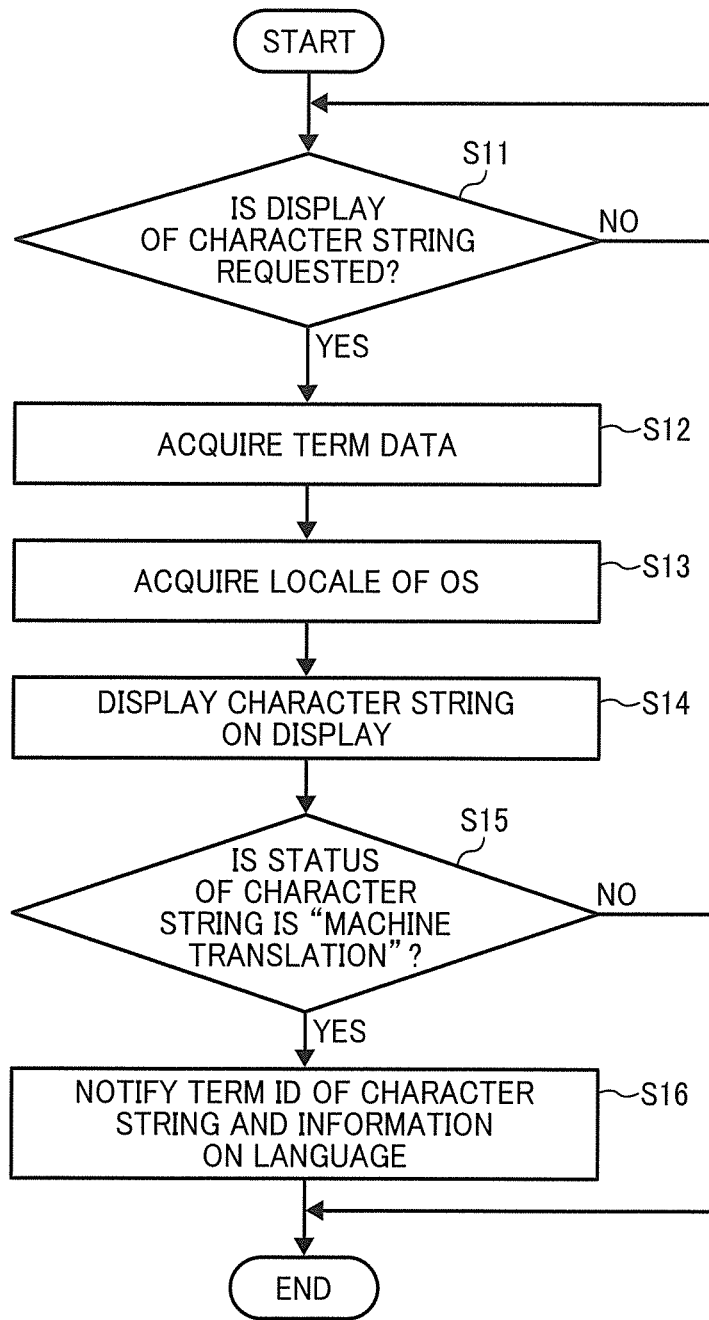 START
S11
IS DISPLAY
OF CHARACTER STRING
REQUESTED?
NO
YES
ACQUIRE TERM DATA
S12
ACQUIRE LOCALE OF OS
S13
DISPLAY CHARACTER STRING
ON DISPLAY
S14
S15
IS STATUS
OF CHARACTER
STRING IS “MACHINE
TRANSLATION”?
NO
YES
NOTIFY TERM ID OF CHARACTER
STRING AND INFORMATION
ON LANGUAGE
S16
END